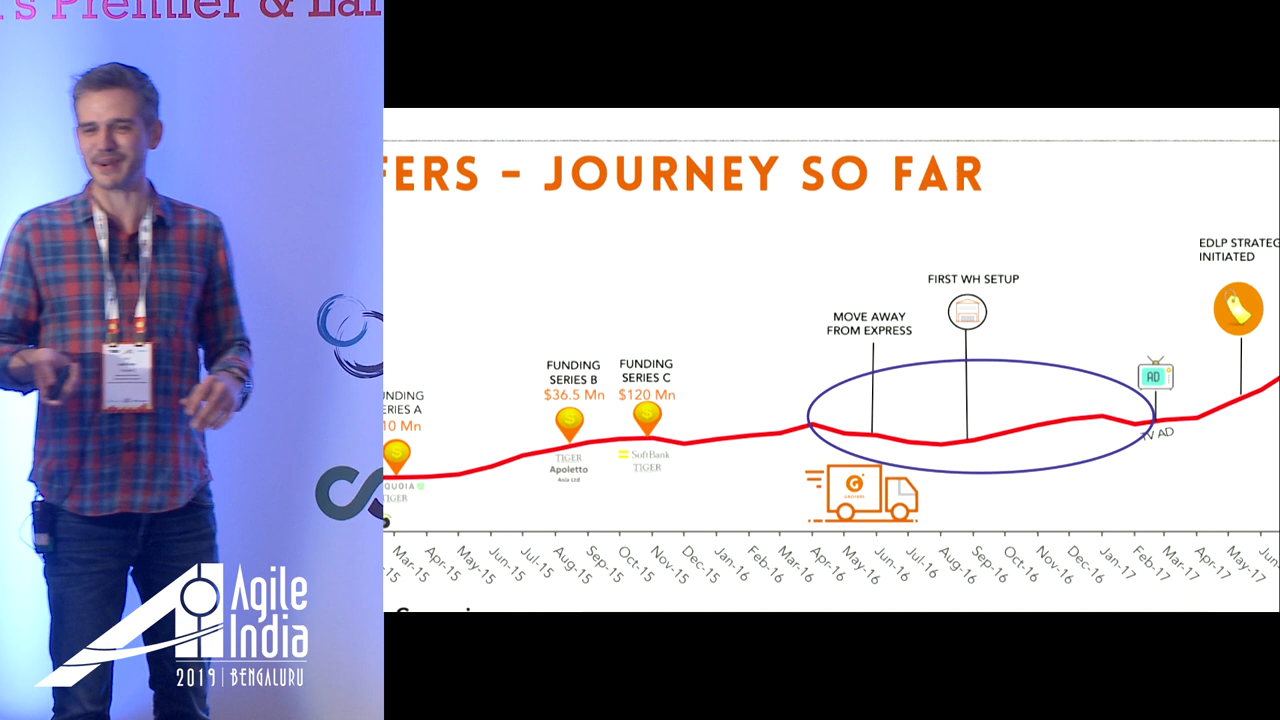 's Premier & Lar
FERS - JOURNEY SO FAR
EDLP STRATEG
INITIATED
FIRST WH SETUP
MOVE AWAY
FROM EXPRESS
FUNDING
SERIES B
$36.5 Mn
FUNDING
SERIES C
$120 Mn
NDING
ERIES A
10 Mn
AD
TIGER
Apoletto
Asia Ltd
SoftBank
TIGER
QUOIA
TIGER
TV AD
G
GROFERS
Mar-15
Apr-15
May-15
Jun-15
Jul-15
Aug-15
Sep-15
Oct-15
Nov-15
Dec-15
Jan-16
Feb-16
Mar-16
Apr-16
May-16
Jun-16
Jul-16
Aug-16
Sep-16
Oct-16
Nov-16
Dec-16
Jan-17
Feb-17
Mar-17
Apr-17
May-17
Jun-
Agile
India
2019 | BENGALURU